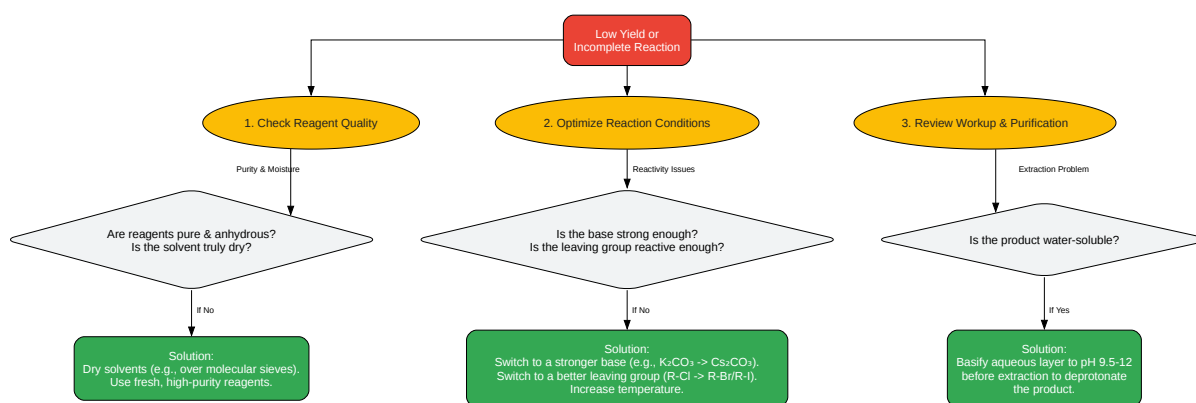 Low Yield or
Incomplete Reaction
1. Check Reagent Quality
2. Optimize Reaction Conditions
3. Review Workup & Purification
Purity & Moisture
Reactivity Issues
Extraction Problem
Are reagents pure & anhydrous?
Is the solvent truly dry?
Is the base strong enough?
Is the leaving group reactive enough?
Is the product water-soluble?
If No
If No
If Yes
Solution:
Dry solvents (e.g., over molecular sieves).
Use fresh, high-purity reagents.
Solution:
Switch to a stronger base (e.g., K₂CO₃ -> Cs₂CO₃).
Switch to a better leaving group (R-Cl -> R-Br/R-I).
Increase temperature.
Solution:
Basify aqueous layer to pH 9.5-12
before extraction to deprotonate
the product.